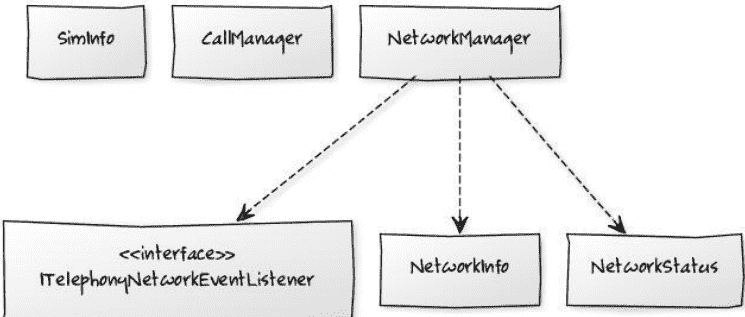 SimInfo
CallManager
NetworkManager
<<interface>>
ITelephonyNetworkEventListener
NetworkInfo
NetworkStatus